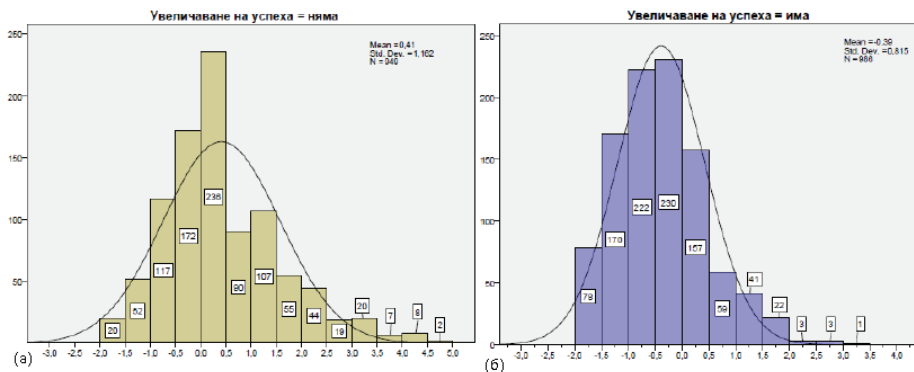 Увеличаване на успеха = няма
Mean =0,41
Std. Dev. =1,162
N =949
250
200
150
100
50
20
52
117
172
236
90
107
55
44
19
20
7
8
2
(а)
-3,0 -2,5 -2,0 -1,5 -1,0 -0,5 0,0 0,5 1,0 1,5 2,0 2,5 3,0 3,5 4,0 4,5 5,0
Увеличаване на успеха = има
Mean =-0,39
Std. Dev. =0,815
N =986
250
200
150
100
50
78
170
222
230
157
59
41
22
3
3
1
(б)
-3,0 -2,5 -2,0 -1,5 -1,0 -0,5 0,0 0,5 1,0 1,5 2,0 2,5 3,0 3,5 4,0